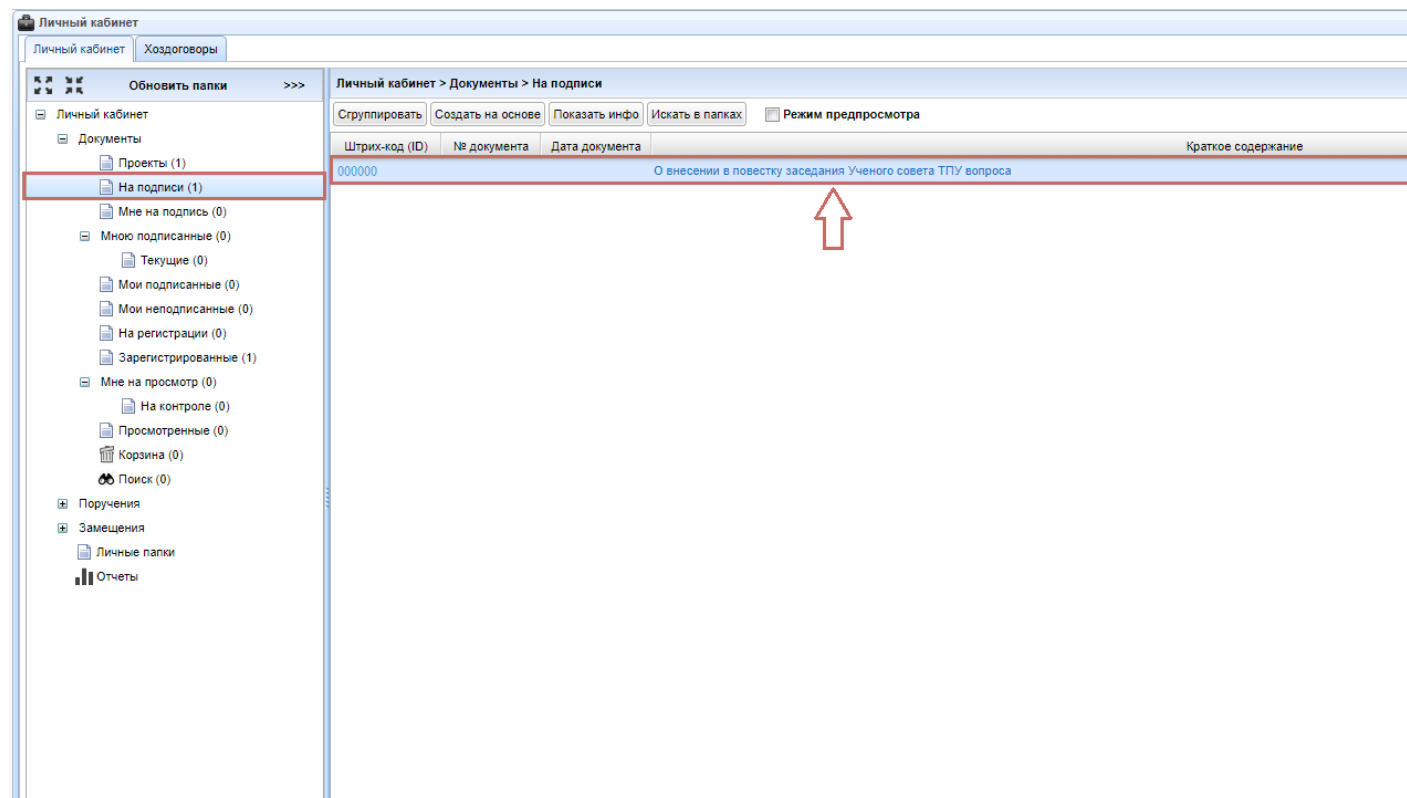 Личный кабинет
Личный кабинет Хоздоговоры
Обновить папки >>>
Личный кабинет
Документы
Проекты (1)
На подписи (1)
Мне на подпись (0)
Мною подписанные (0)
Текущие (0)
Мои подписанные (0)
Мои неподписанные (0)
На регистрации (0)
Зарегистрированные (1)
Мне на просмотр (0)
На контроле (0)
Просмотренные (0)
Корзина (0)
Поиск (0)
Поручения
Замещения
Личные папки
Отчеты
Личный кабинет > Документы > На подписи
Сгруппировать Создать на основе Показать инфо Искать в папках Режим предпросмотра
Штрих-код (ID) № документа Дата документа Краткое содержание
000000 О внесении в повестку заседания Ученого совета ТПУ вопроса